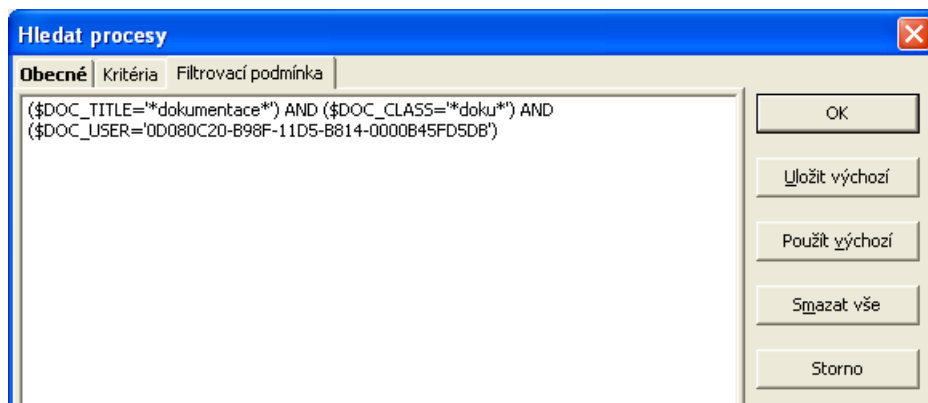 Hledat procesy
Obecné Kritéria Filtrovací podmínka
($DOC_TITLE='*dokumentace*') AND ($DOC_CLASS='*doku*') AND
($DOC_USER='0D080C20-B98F-11D5-B814-0000B45FD5DB')
OK
Uložit výchozí
Použít výchozí
Smazat vše
Storno